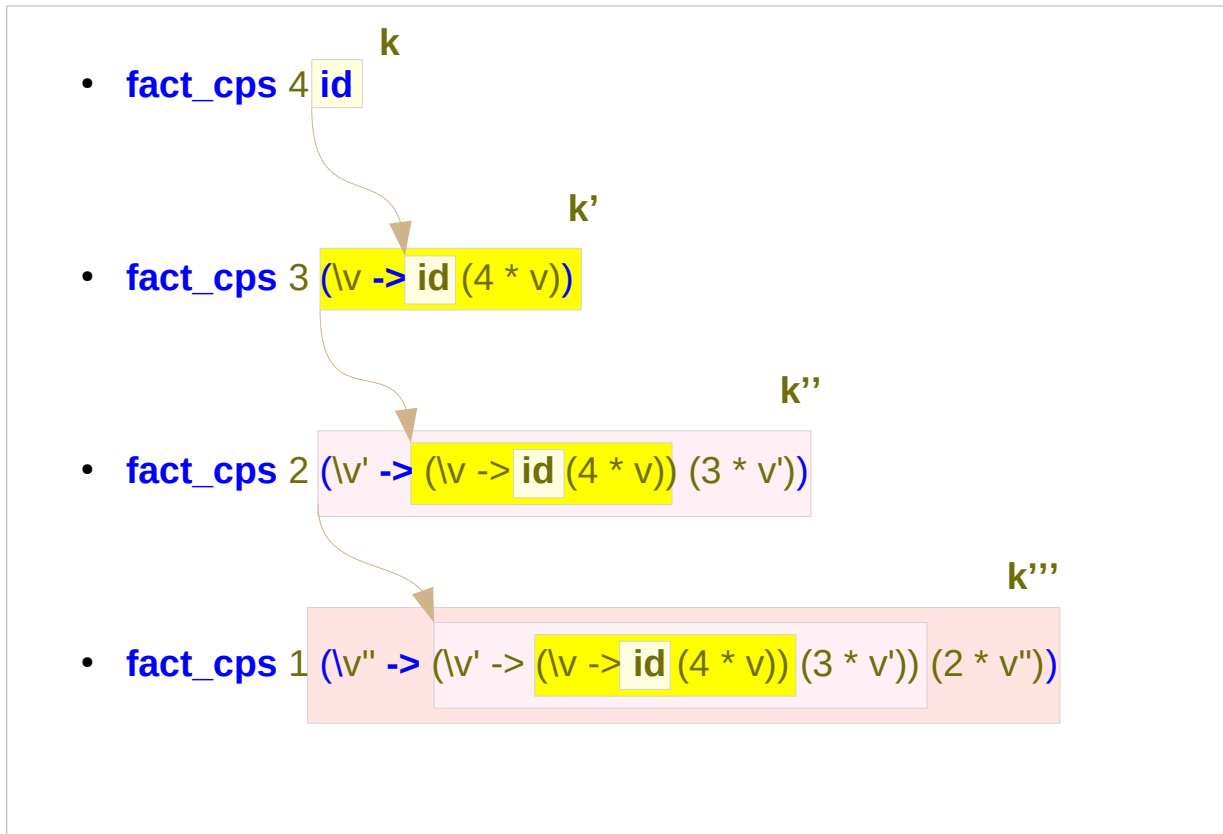 k
• fact_cps 4 id
k’
• fact_cps 3 (\v -> id (4 * v))
k’’
• fact_cps 2 (\v' -> (\v -> id (4 * v)) (3 * v'))
k’’’
• fact_cps 1 (\v" -> (\v' -> (\v -> id (4 * v)) (3 * v')) (2 * v"))